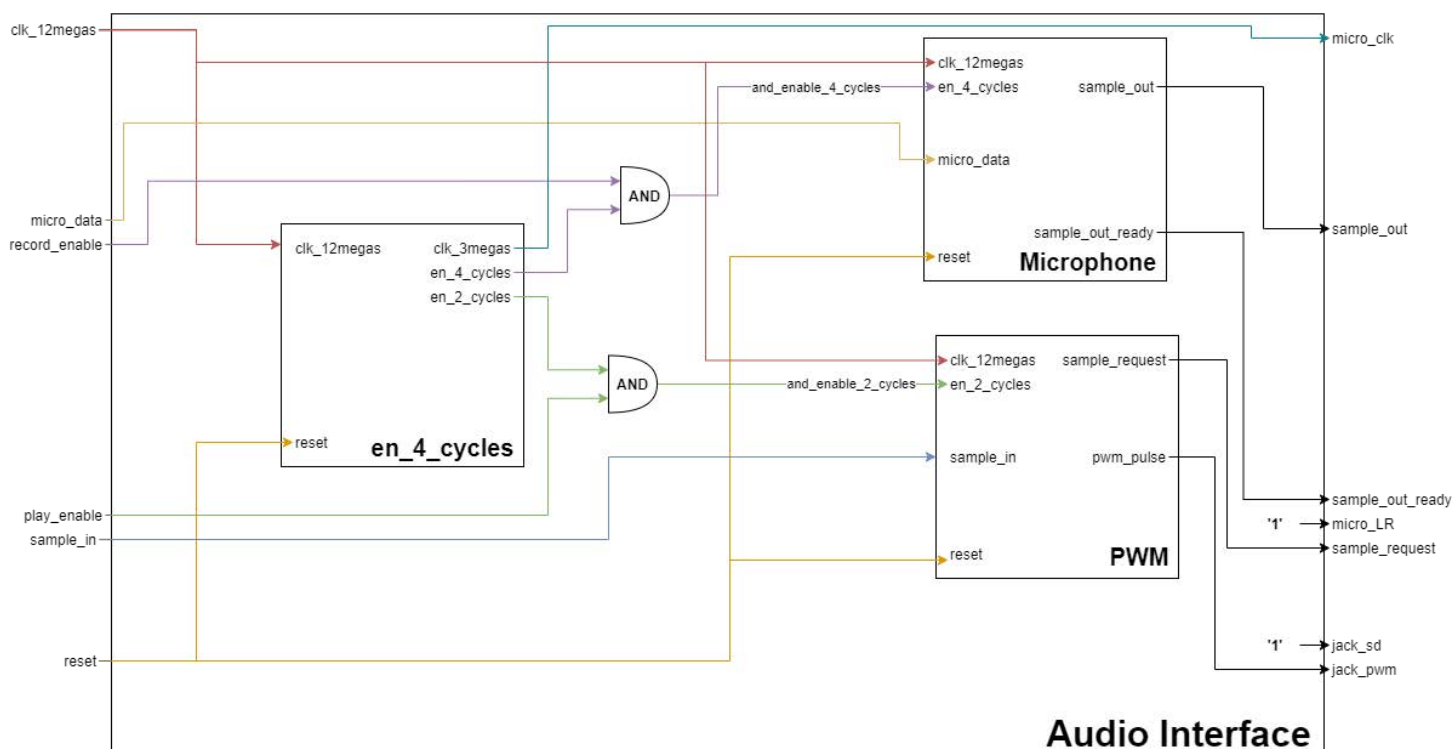 clk_12megas
micro_clk
clk_12megas
en_4_cycles
sample_out
and_enable_4_cycles
micro_data
AND
micro_data
record_enable
sample_out
sample_out_ready
reset
Microphone
clk_12megas
clk_3megas
en_4_cycles
en_2_cycles
clk_12megas
sample_request
AND
and_enable_2_cycles
en_2_cycles
reset
en_4_cycles
sample_in
pwm_pulse
play_enable
sample_in
sample_out_ready
'1'
micro_LR
sample_request
reset
PWM
reset
'1'
jack_sd
jack_pwm
Audio Interface